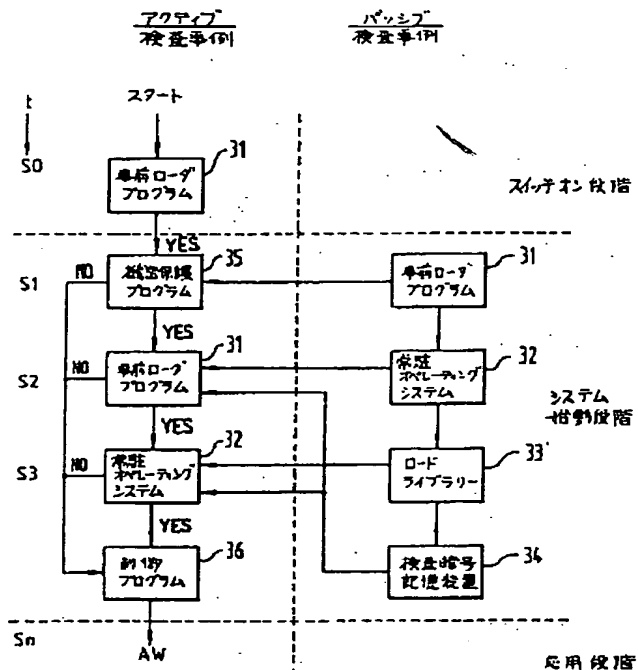 アクティブ
検査事例
パッシブ
検査事例
t
スタート
S0
事前ローダ
プログラム
31
スイッチオン段階
YES
S1
NO
機密保護
プログラム
35
事前ローダ
プログラム
31
YES
S2
NO
事前ローダ
プログラム
31
常駐
オペレーティング
システム
32
システム
始動段階
YES
S3
NO
常駐
オペレーティング
システム
32
ロード
ライブラリー
33
YES
制御
プログラム
36
検査暗号
記憶装置
34
Sn
AW
応用段階